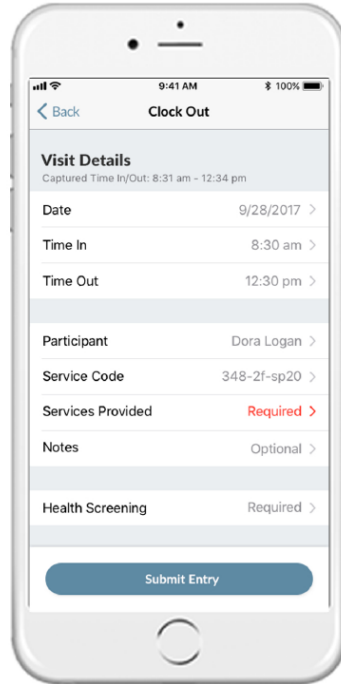 9:41 AM
100%
Back
Clock Out
Visit Details
Captured Time In/Out: 8:31 am - 12:34 pm
Date 9/28/2017
Time In 8:30 am
Time Out 12:30 pm
Participant Dora Logan
Service Code 348-2f-sp20
Services Provided Required
Notes Optional
Health Screening Required
Submit Entry